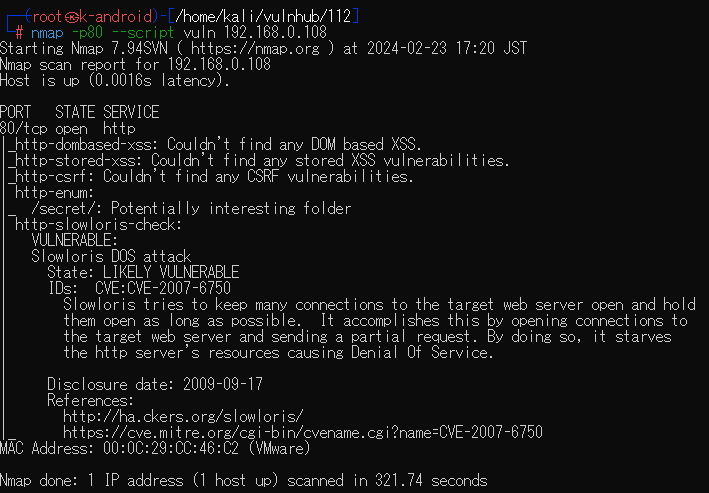 ┌──(root㉿k-android)-[/home/kali/vulnhub/112]
└─# nmap -p80 --script vuln 192.168.0.108
Starting Nmap 7.94SVN ( https://nmap.org ) at 2024-02-23 17:20 JST
Nmap scan report for 192.168.0.108
Host is up (0.0016s latency).

PORT   STATE SERVICE
80/tcp open  http
|_http-dombased-xss: Couldn't find any DOM based XSS.
|_http-stored-xss: Couldn't find any stored XSS vulnerabilities.
|_http-csrf: Couldn't find any CSRF vulnerabilities.
| http-enum:
|_  /secret/: Potentially interesting folder
| http-slowloris-check:
|   VULNERABLE:
|   Slowloris DOS attack
|     State: LIKELY VULNERABLE
|     IDs:  CVE:CVE-2007-6750
|       Slowloris tries to keep many connections to the target web server open and hold
|       them open as long as possible.  It accomplishes this by opening connections to
|       the target web server and sending a partial request. By doing so, it starves
|       the http server's resources causing Denial Of Service.
|
|     Disclosure date: 2009-09-17
|     References:
|       http://ha.ckers.org/slowloris/
|_      https://cve.mitre.org/cgi-bin/cvename.cgi?name=CVE-2007-6750
MAC Address: 00:0C:29:CC:46:C2 (VMware)

Nmap done: 1 IP address (1 host up) scanned in 321.74 seconds